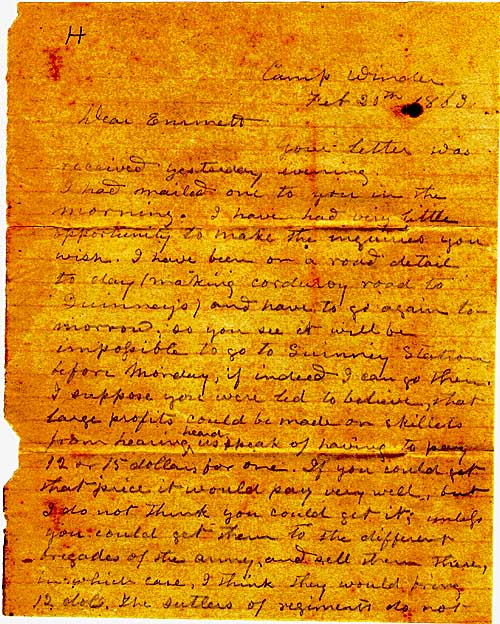 H
Camp Winder
Feb 20th 1863.
Dear Emmett
Your letter was
received yesterday evening
I had mailed one to you in the
morning. I have had very little
opportunity to make the inquiries you
wish. I have been on a road detail
to day (making corduroy road to
Guinney's) and have to go again to-
morrow. so you see it will be
impossible to go to Guinney Station
before Monday, if indeed I can go then.
I suppose you were led to believe, that
large profits could be made on skillets
from hearing us speak of having to pay
12 or 15 dollars for one. If you could get
that price it would pay very well, but
I do not think you could get it; unless
you could get them to the different
brigades of the army, and sell them there,
in which case, I think they would bring
12 dols. The sutlers of regiments do not